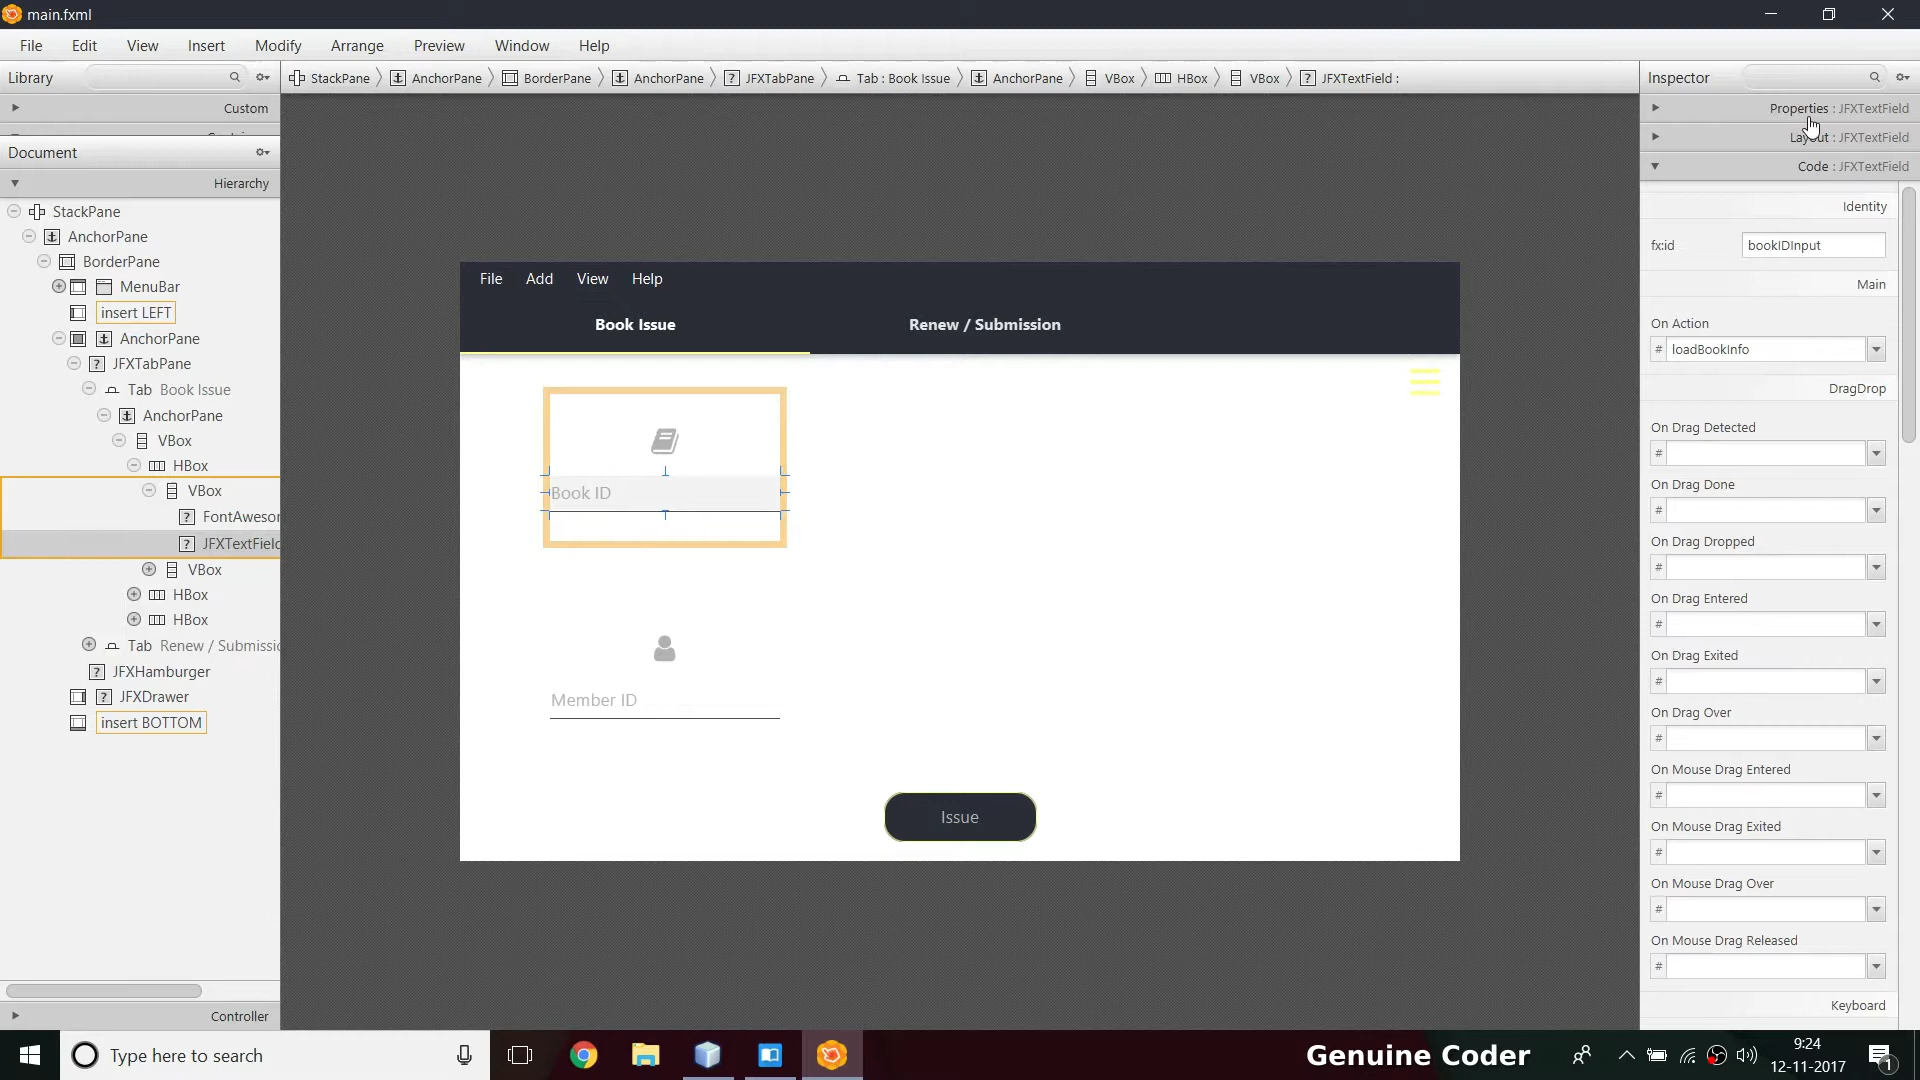 main.fxml
File Edit View Insert Modify Arrange Preview Window Help
Library
StackPane AnchorPane BorderPane AnchorPane JFXTabPane Tab : Book Issue AnchorPane VBox HBox VBox JFXTextField :
Inspector
Custom
Document
Hierarchy
StackPane
AnchorPane
BorderPane
MenuBar
insert LEFT
AnchorPane
JFXTabPane
Tab Book Issue
AnchorPane
VBox
HBox
VBox
FontAweso
JFXTextField
VBox
HBox
HBox
Tab Renew / Submissi
JFXHamburger
JFXDrawer
insert BOTTOM
Controller
File Add View Help
Book Issue Renew / Submission
Book ID
Member ID
Issue
Properties : JFXTextField
Layout : JFXTextField
Code : JFXTextField
Identity
fx:id bookIDInput
Main
On Action
# loadBookInfo
DragDrop
On Drag Detected
#
On Drag Done
#
On Drag Dropped
#
On Drag Entered
#
On Drag Exited
#
On Drag Over
#
On Mouse Drag Entered
#
On Mouse Drag Exited
#
On Mouse Drag Over
#
On Mouse Drag Released
#
Keyboard
Type here to search
Genuine Coder
9:24
12-11-2017
1